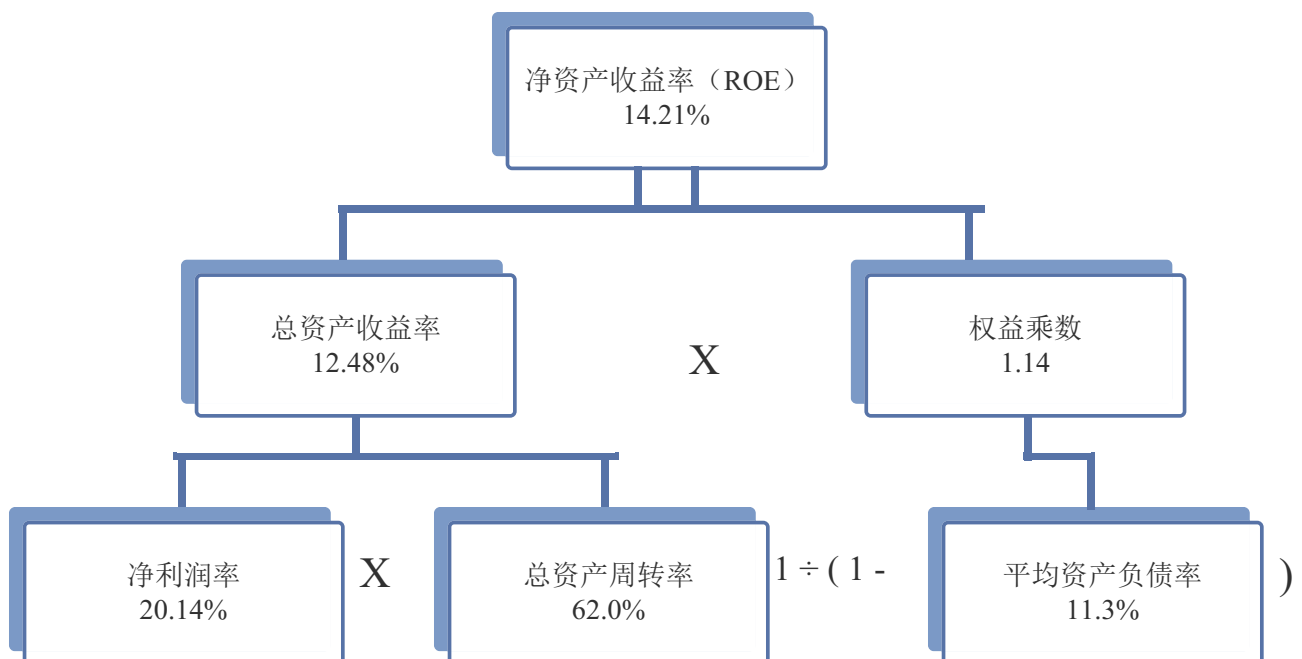 净资产收益率（ROE）
14.21%
总资产收益率
12.48%
X
权益乘数
1.14
净利润率
20.14%
X
总资产周转率
62.0%
1 ÷ ( 1 -
平均资产负债率
11.3%
)